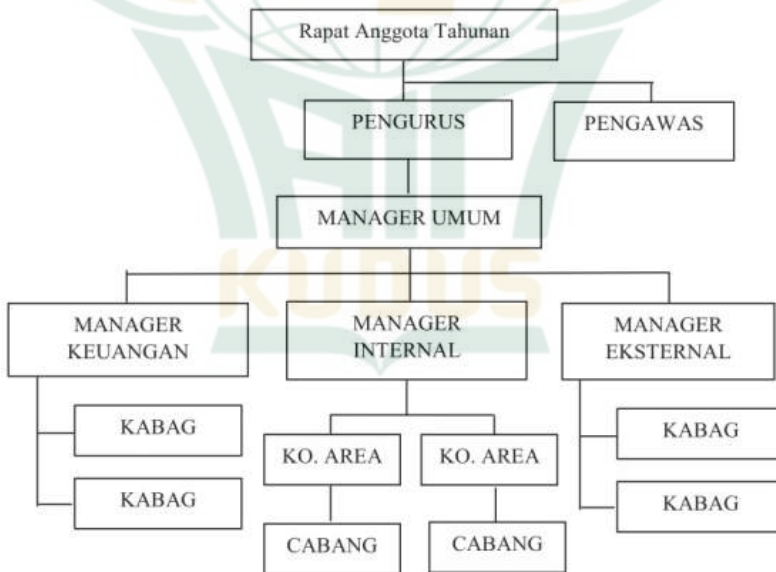 Rapat Anggota Tahunan
PENGURUS
PENGAWAS
MANAGER UMUM
MANAGER
KEUANGAN
MANAGER
INTERNAL
MANAGER
EKSTERNAL
KABAG
KABAG
KO. AREA
KO. AREA
CABANG
CABANG
KABAG
KABAG
KUDUS